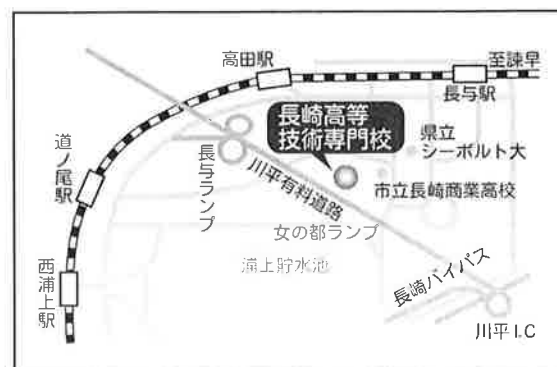 高田駅
至諫早
長与駅
長崎高等
技術専門校
県立
シーボルト大
道ノ尾駅
長与ランプ
川平有料道路
市立長崎商業高校
女の都ランプ
浦上貯水池
西浦上駅
長崎バイパス
川平I.C